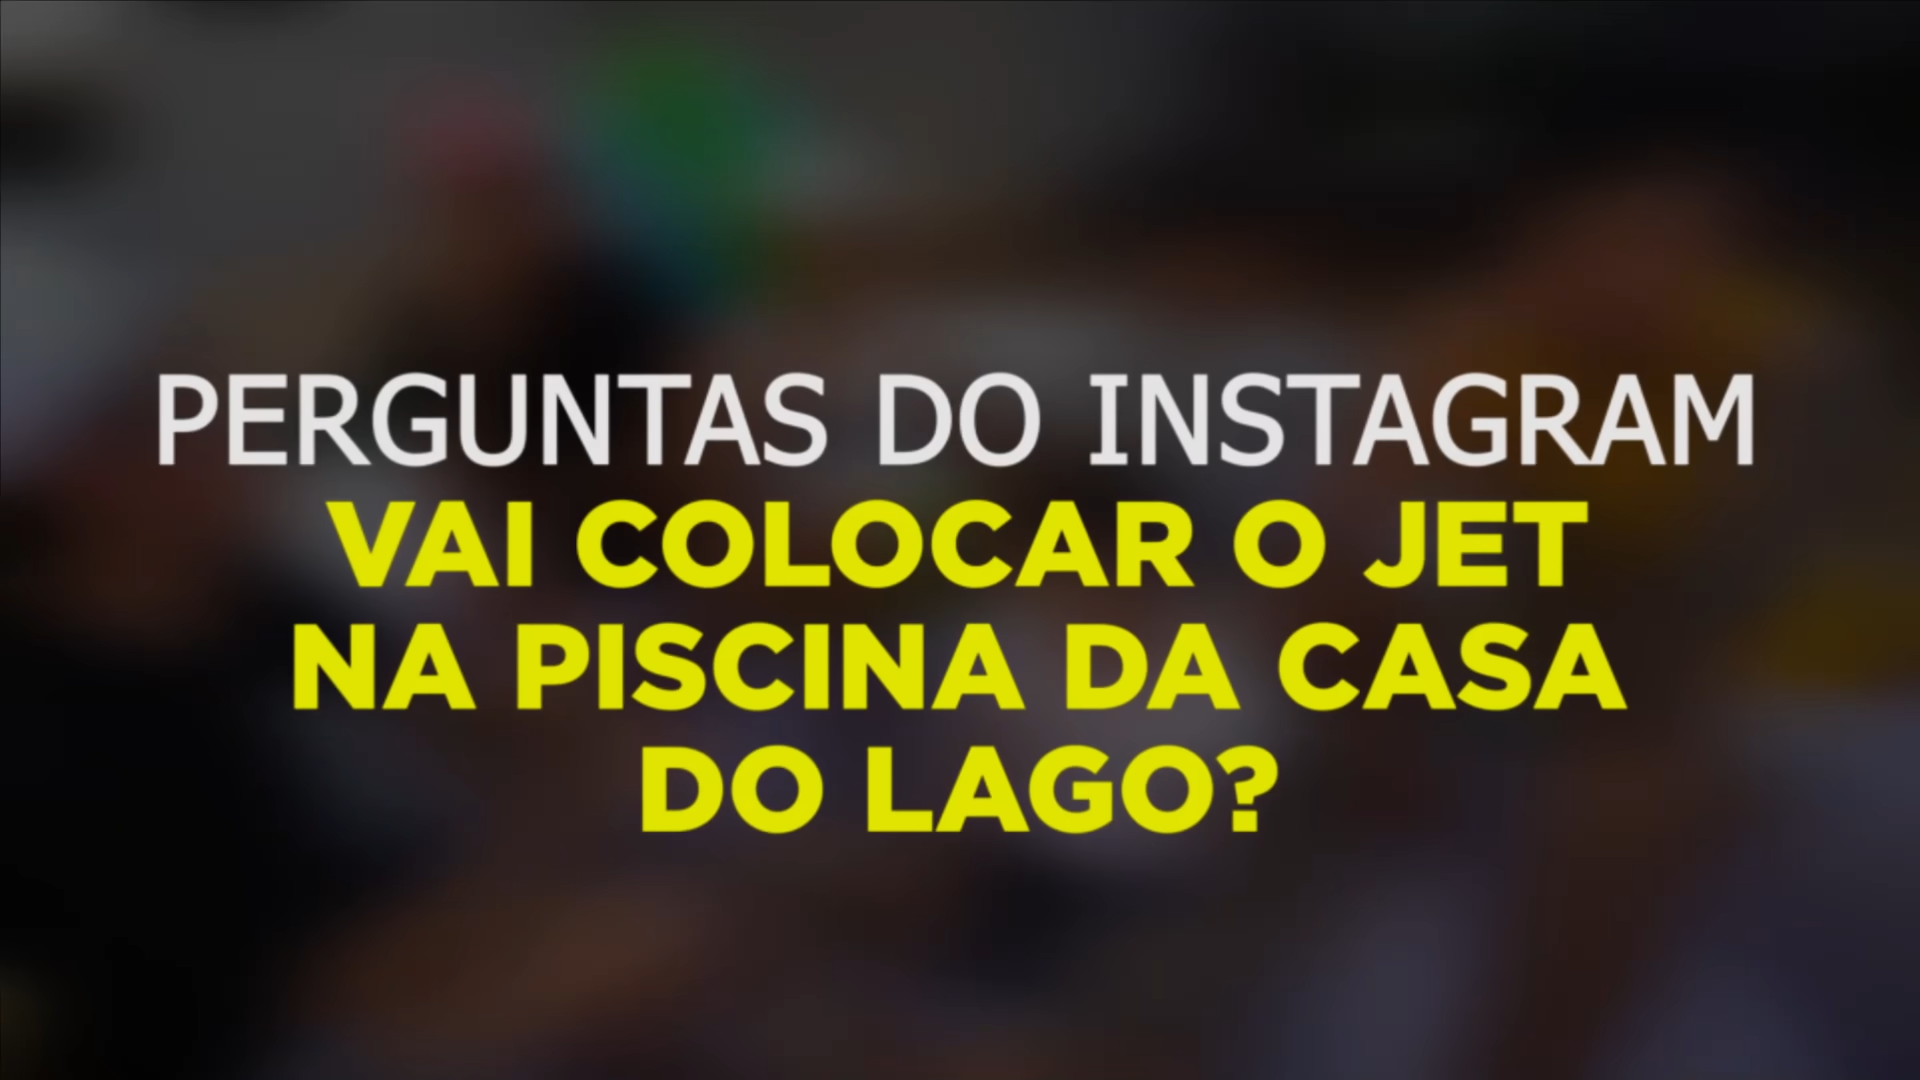 PERGUNTAS DO INSTAGRAM
VAI COLOCAR O JET
NA PISCINA DA CASA
DO LAGO?